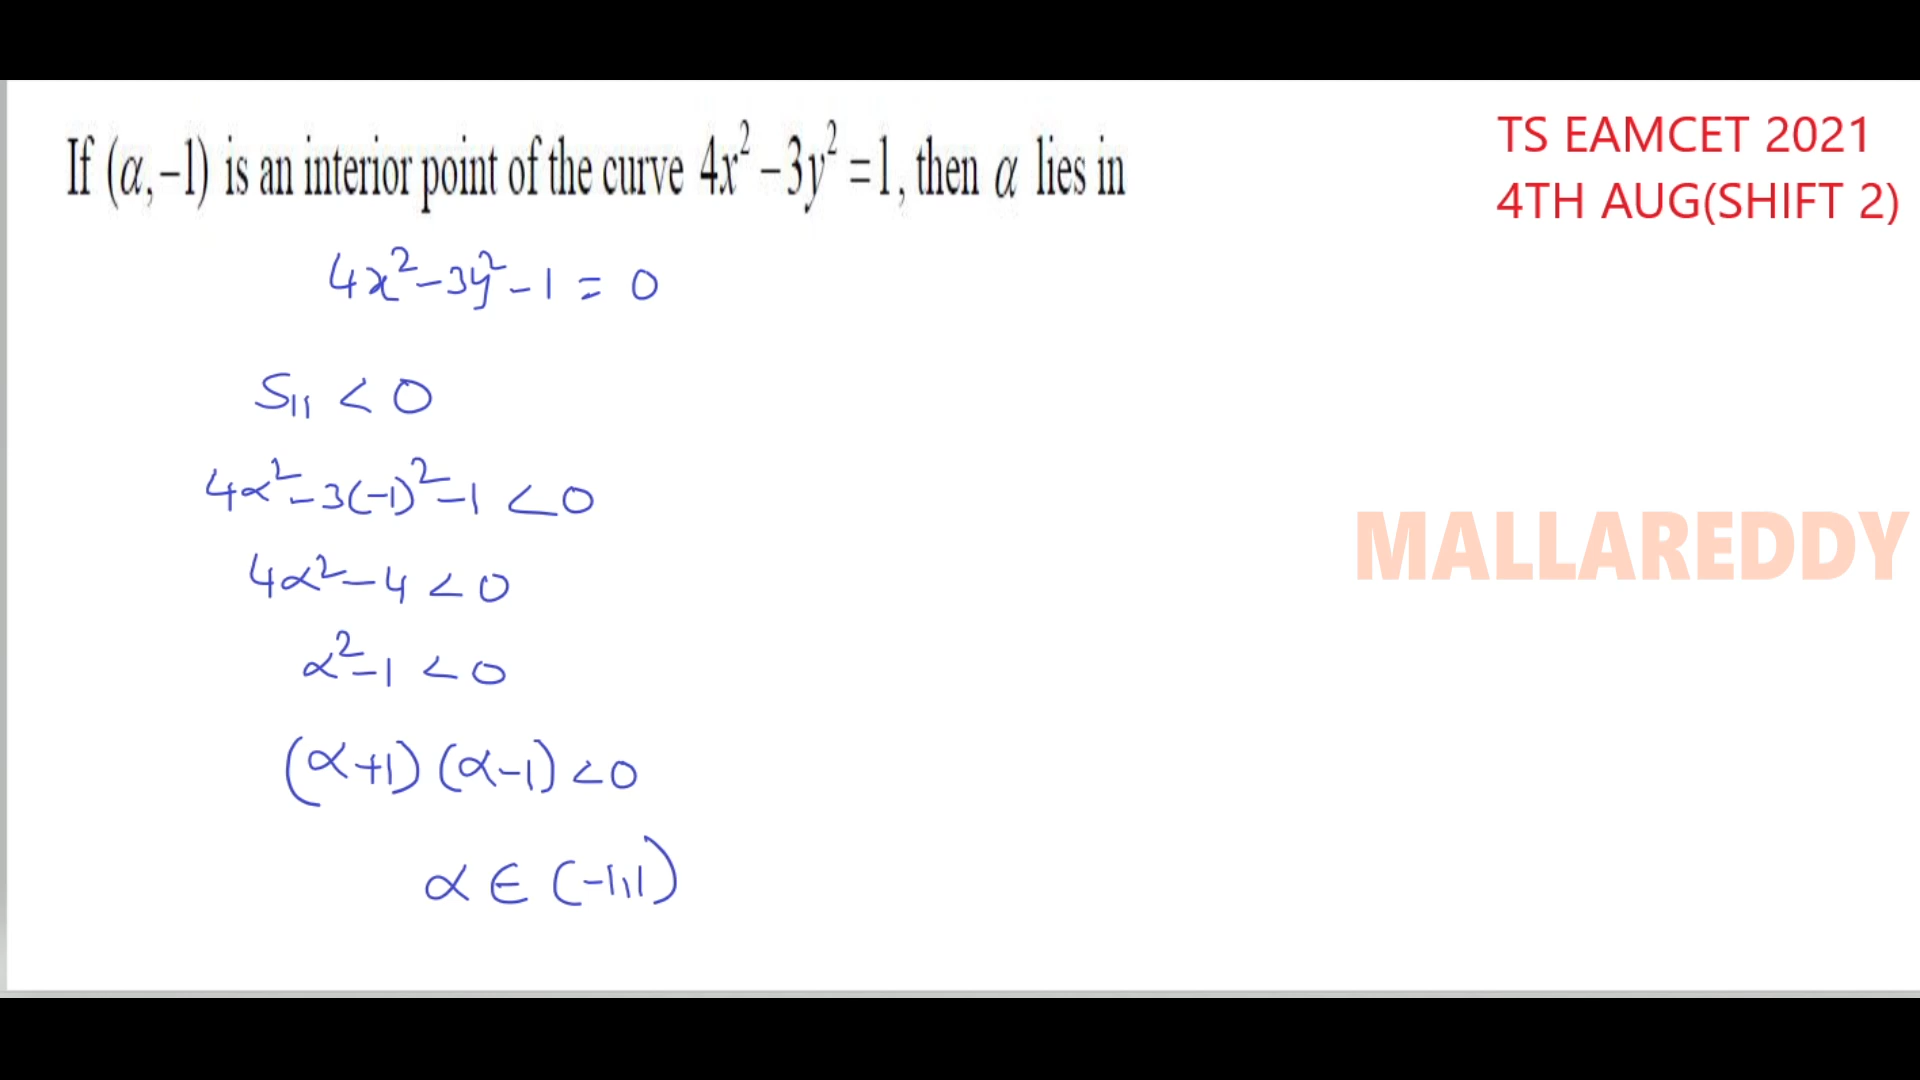 If (α, –1) is an interior point of the curve 4x² – 3y² = 1, then α lies in
TS EAMCET 2021
4TH AUG(SHIFT 2)
4x² – 3y² – 1 = 0
S₁₁ < 0
4α² – 3(–1)² – 1 < 0
4α² – 4 < 0
MALLAREDDY
α² – 1 < 0
(α+1) (α–1) < 0
α ∈ (–1,1)